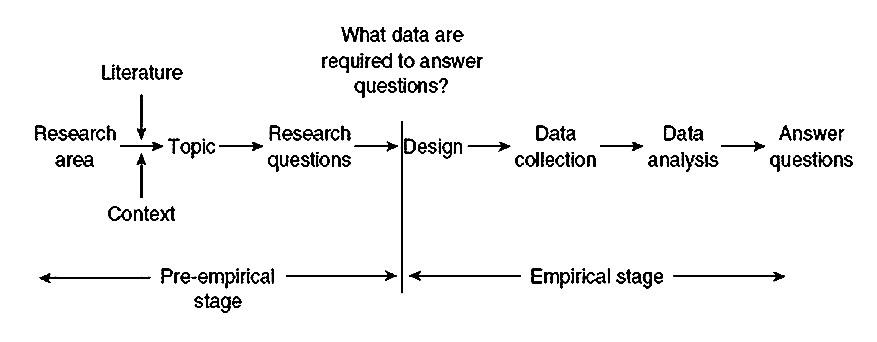 What data are
required to answer
questions?
Literature
Research
area
Topic
Research
questions
Design
Data
collection
Data
analysis
Answer
questions
Context
Pre-empirical
stage
Empirical stage